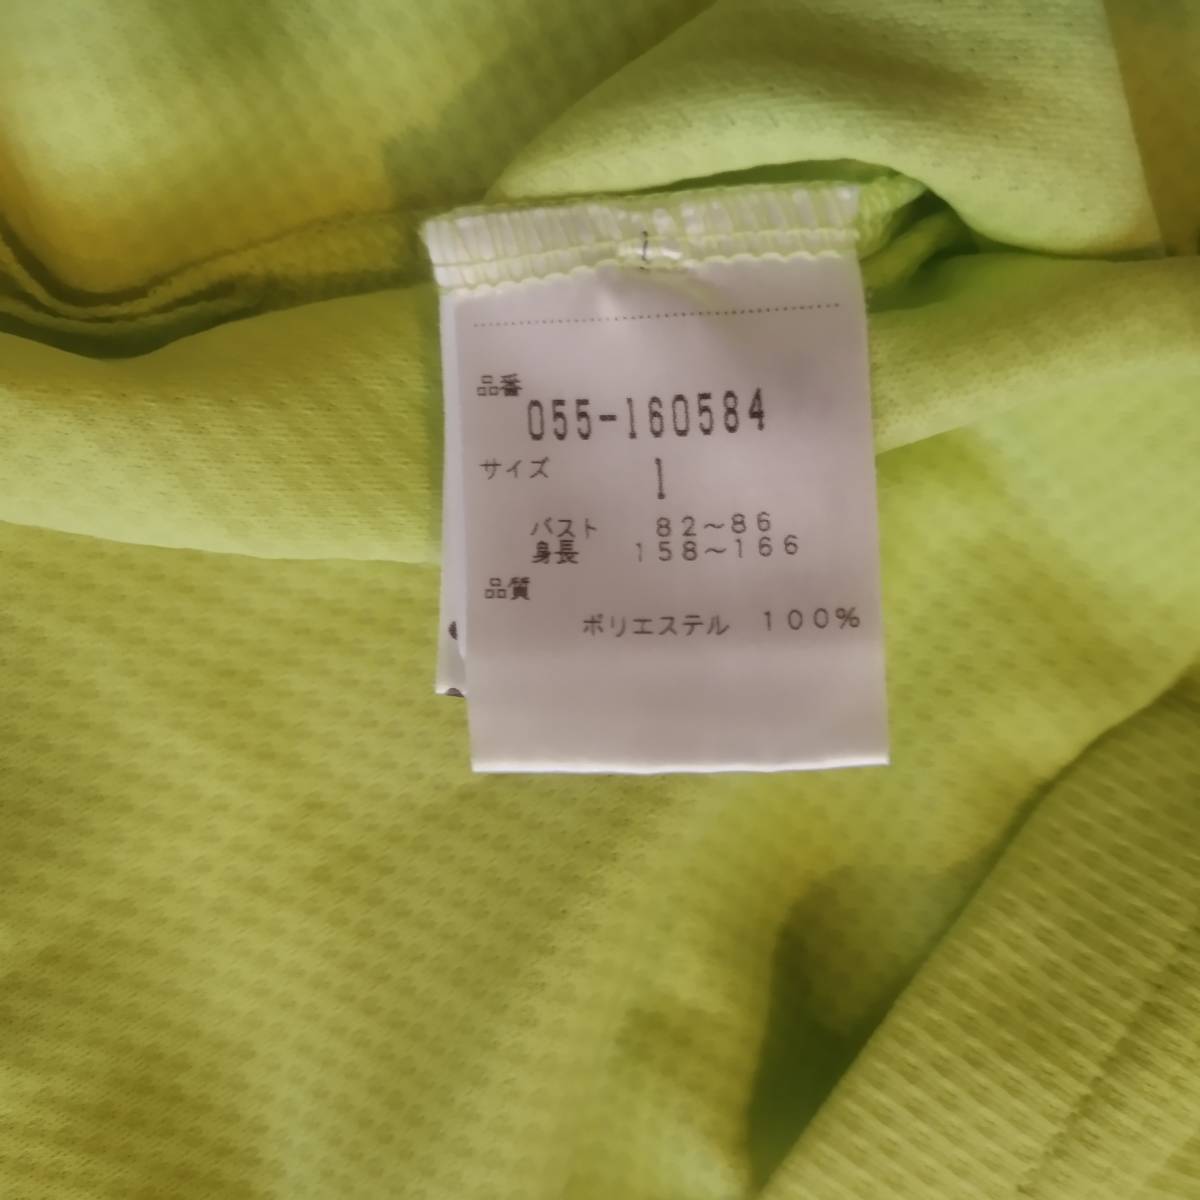 品番
055-160584
サイズ 1
バスト 82~86
身長 158~166
品質
ポリエステル 100%